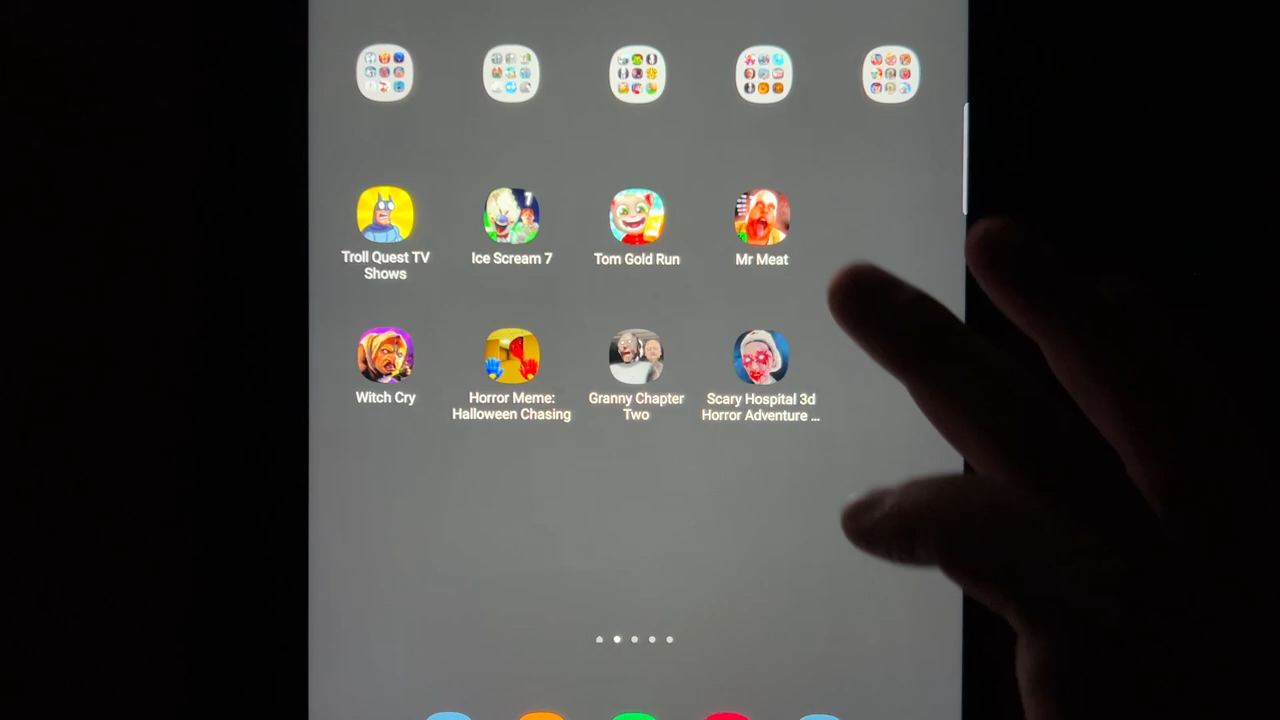 Troll Quest TV
Shows
Ice Scream 7
Tom Gold Run
Mr Meat
Witch Cry
Horror Meme:
Halloween Chasing
Granny Chapter
Two
Scary Hospital 3d
Horror Adventure ...
7